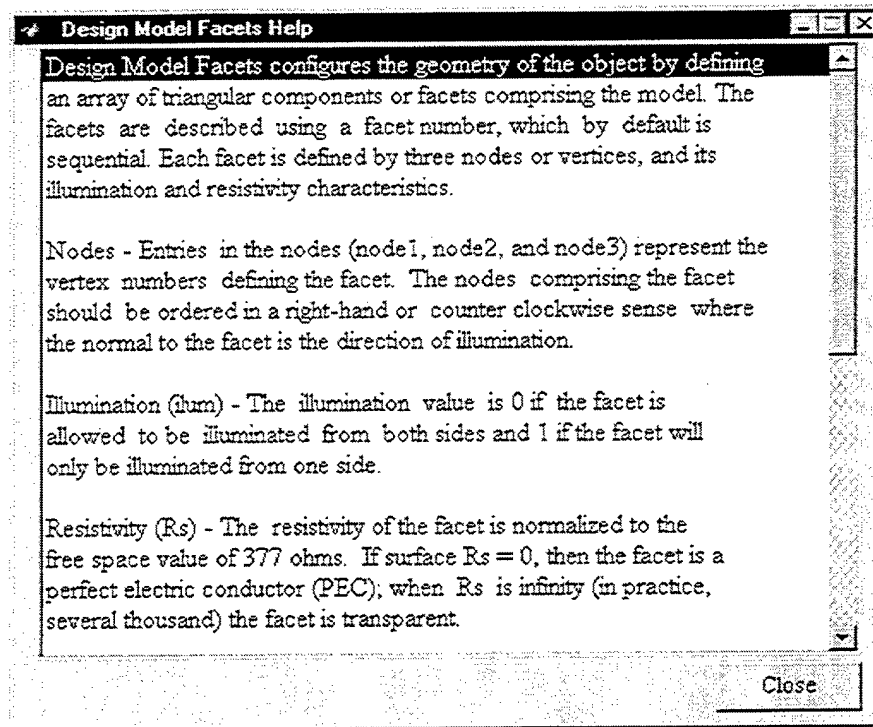 Design Model Facets Help
Design Model Facets configures the geometry of the object by defining
an array of triangular components or facets comprising the model. The
facets are described using a facet number, which by default is
sequential. Each facet is defined by three nodes or vertices, and its
illumination and resistivity characteristics.
Nodes - Entries in the nodes (node1, node2, and node3) represent the
vertex numbers defining the facet. The nodes comprising the facet
should be ordered in a right-hand or counter clockwise sense where
the normal to the facet is the direction of illumination.
Illumination (ilum) - The illumination value is 0 if the facet is
allowed to be illuminated from both sides and 1 if the facet will
only be illuminated from one side.
Resistivity (Rs) - The resistivity of the facet is normalized to the
free space value of 377 ohms. If surface Rs = 0, then the facet is a
perfect electric conductor (PEC); when Rs is infinity (in practice,
several thousand) the facet is transparent.
Close